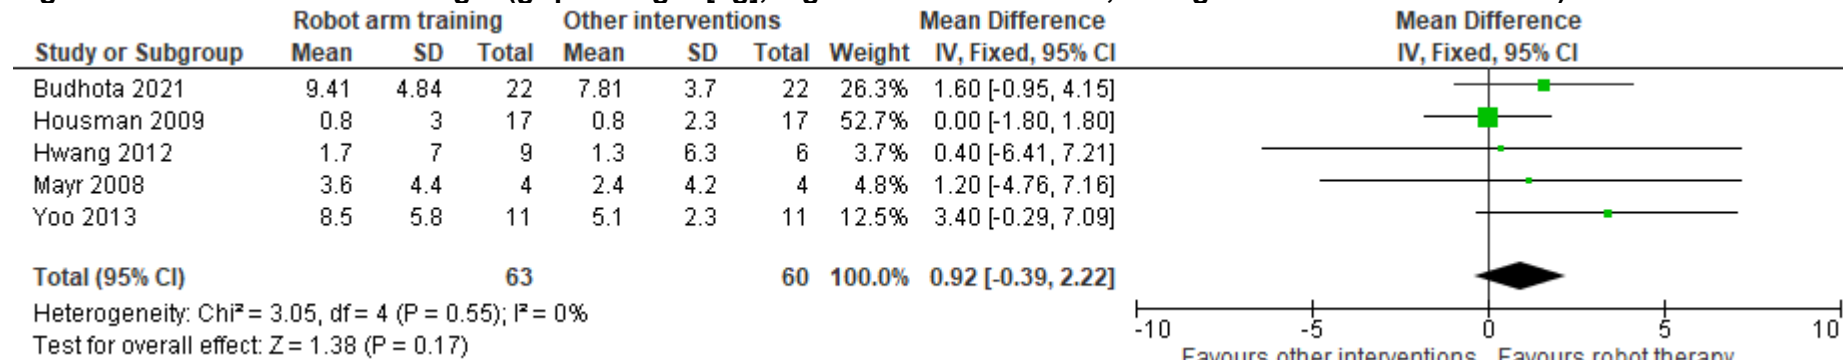 Robot arm training Other interventions Mean Difference Mean Difference
Study or Subgroup Mean SD Total Mean SD Total Weight IV, Fixed, 95% CI IV, Fixed, 95% CI
Budhota 2021 9.41 4.84 22 7.81 3.7 22 26.3% 1.60 [-0.95, 4.15]
Housman 2009 0.8 3 17 0.8 2.3 17 52.7% 0.00 [-1.80, 1.80]
Hwang 2012 1.7 7 9 1.3 6.3 6 3.7% 0.40 [-6.41, 7.21]
Mayr 2008 3.6 4.4 4 2.4 4.2 4 4.8% 1.20 [-4.76, 7.16]
Yoo 2013 8.5 5.8 11 5.1 2.3 11 12.5% 3.40 [-0.29, 7.09]
Total (95% CI) 63 60 100.0% 0.92 [-0.39, 2.22]
Heterogeneity: Chi² = 3.05, df = 4 (P = 0.55); I² = 0%
Test for overall effect: Z = 1.38 (P = 0.17)
-10 -5 0 5 10
Favours other interventions Favours robot therapy